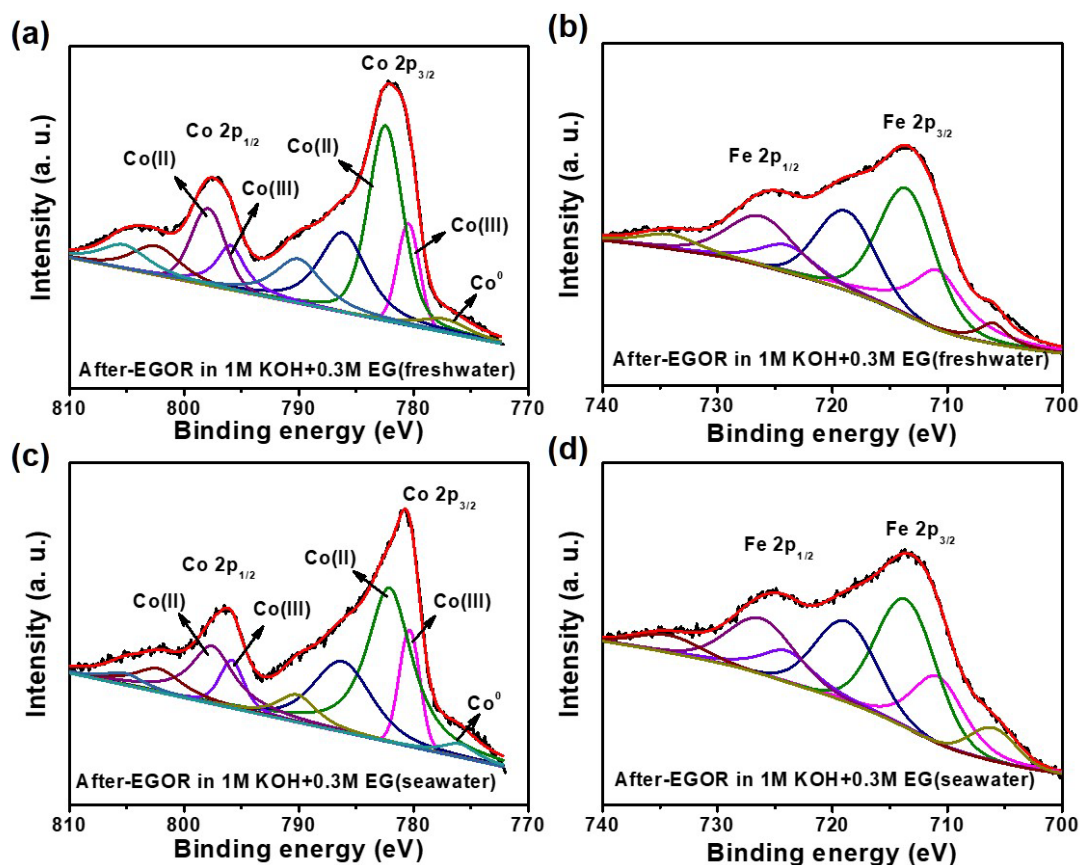 (a)
Co 2p3/2
Co 2p1/2
Co(II)
Co(II)
Co(III)
Co(III)
Co0
Intensity (a. u.)
After-EGOR in 1M KOH+0.3M EG(freshwater)
810 800 790 780 770
Binding energy (eV)
(b)
Fe 2p3/2
Fe 2p1/2
Intensity (a. u.)
After-EGOR in 1M KOH+0.3M EG(freshwater)
740 730 720 710 700
Binding energy (eV)
(c)
Co 2p3/2
Co 2p1/2
Co(II)
Co(II)
Co(III)
Co(III)
Co0
Intensity (a. u.)
After-EGOR in 1M KOH+0.3M EG(seawater)
810 800 790 780 770
Binding energy (eV)
(d)
Fe 2p3/2
Fe 2p1/2
Intensity (a. u.)
After-EGOR in 1M KOH+0.3M EG(seawater)
740 730 720 710 700
Binding energy (eV)